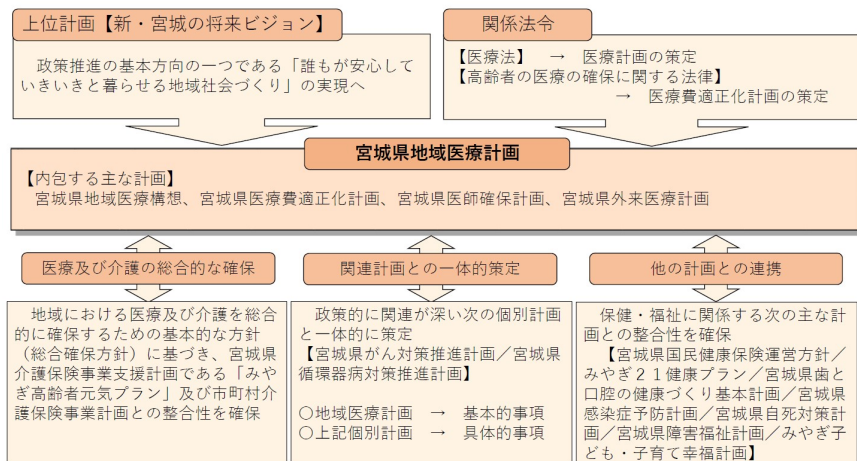 上位計画【新・宮城の将来ビジョン】
政策推進の基本方向の一つである「誰もが安心して
いきいきと暮らせる地域社会づくり」の実現へ
関係法令
【医療法】 → 医療計画の策定
【高齢者の医療の確保に関する法律】
→ 医療費適正化計画の策定
宮城県地域医療計画
【内包する主な計画】
宮城県地域医療構想、宮城県医療費適正化計画、宮城県医師確保計画、宮城県外来医療計画
医療及び介護の総合的な確保
地域における医療及び介護を総合
的に確保するための基本的な方針
（総合確保方針）に基づき、宮城県
介護保険事業支援計画である「みや
ぎ高齢者元気プラン」及び市町村介
護保険事業計画との整合性を確保
関連計画との一体的策定
政策的に関連が深い次の個別計画
と一体的に策定
【宮城県がん対策推進計画／宮城県
循環器病対策推進計画】
○地域医療計画 → 基本的事項
○上記個別計画 → 具体的事項
他の計画との連携
保健・福祉に関係する次の主な計
画との整合性を確保
【宮城県国民健康保険運営方針／
みやぎ２１健康プラン／宮城県歯と
口腔の健康づくり基本計画／宮城県
感染症予防計画／宮城県自死対策計
画／宮城県障害福祉計画／みやぎ子
ども・子育て幸福計画】